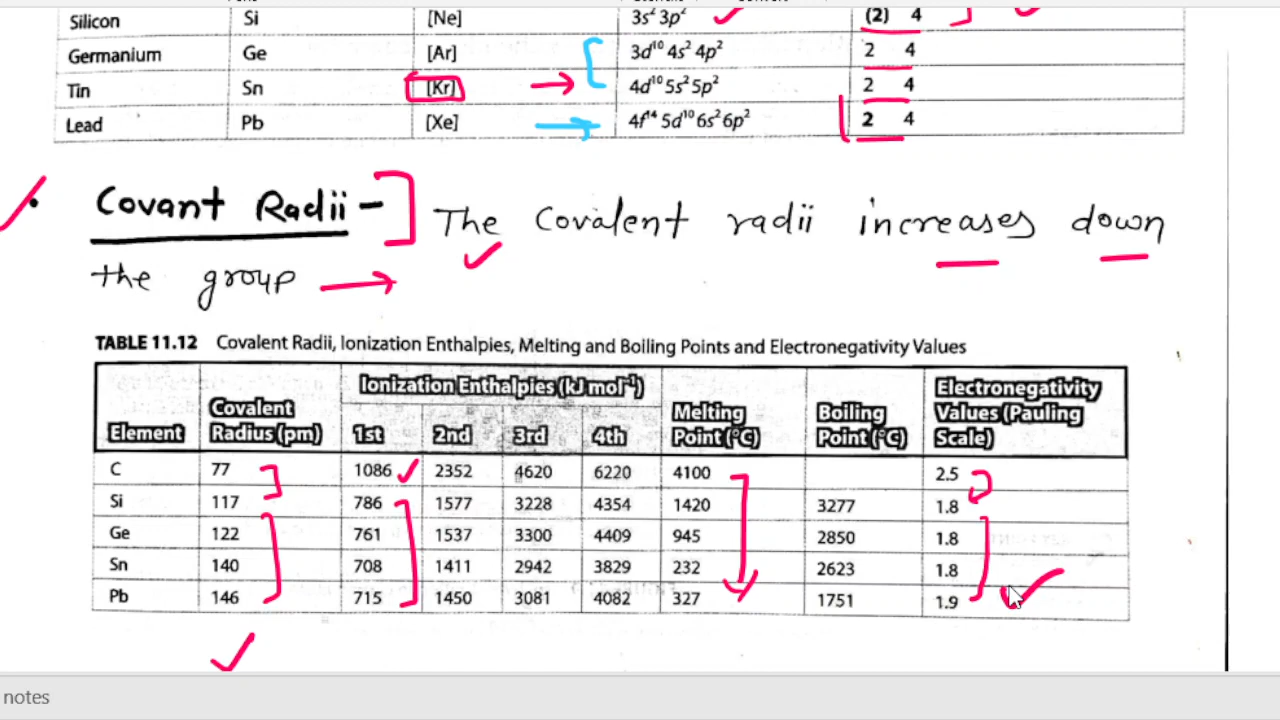 Silicon Si [Ne] 3s² 3p² (2) 4
Germanium Ge [Ar] 3d¹⁰ 4s² 4p² 2 4
Tin Sn [Kr] 4d¹⁰ 5s² 5p² 2 4
Lead Pb [Xe] 4f¹⁴ 5d¹⁰ 6s² 6p² 2 4
Covant Radii - The Covalent radii increases down
the group
TABLE 11.12 Covalent Radii, Ionization Enthalpies, Melting and Boiling Points and Electronegativity Values
Element Covalent Radius (pm) Ionization Enthalpies (kJ mol⁻¹) 1st 2nd 3rd 4th Melting Point (°C) Boiling Point (°C) Electronegativity Values (Pauling Scale)
C 77 1086 2352 4620 6220 4100 2.5
Si 117 786 1577 3228 4354 1420 3277 1.8
Ge 122 761 1537 3300 4409 945 2850 1.8
Sn 140 708 1411 2942 3829 232 2623 1.8
Pb 146 715 1450 3081 4082 327 1751 1.9
notes